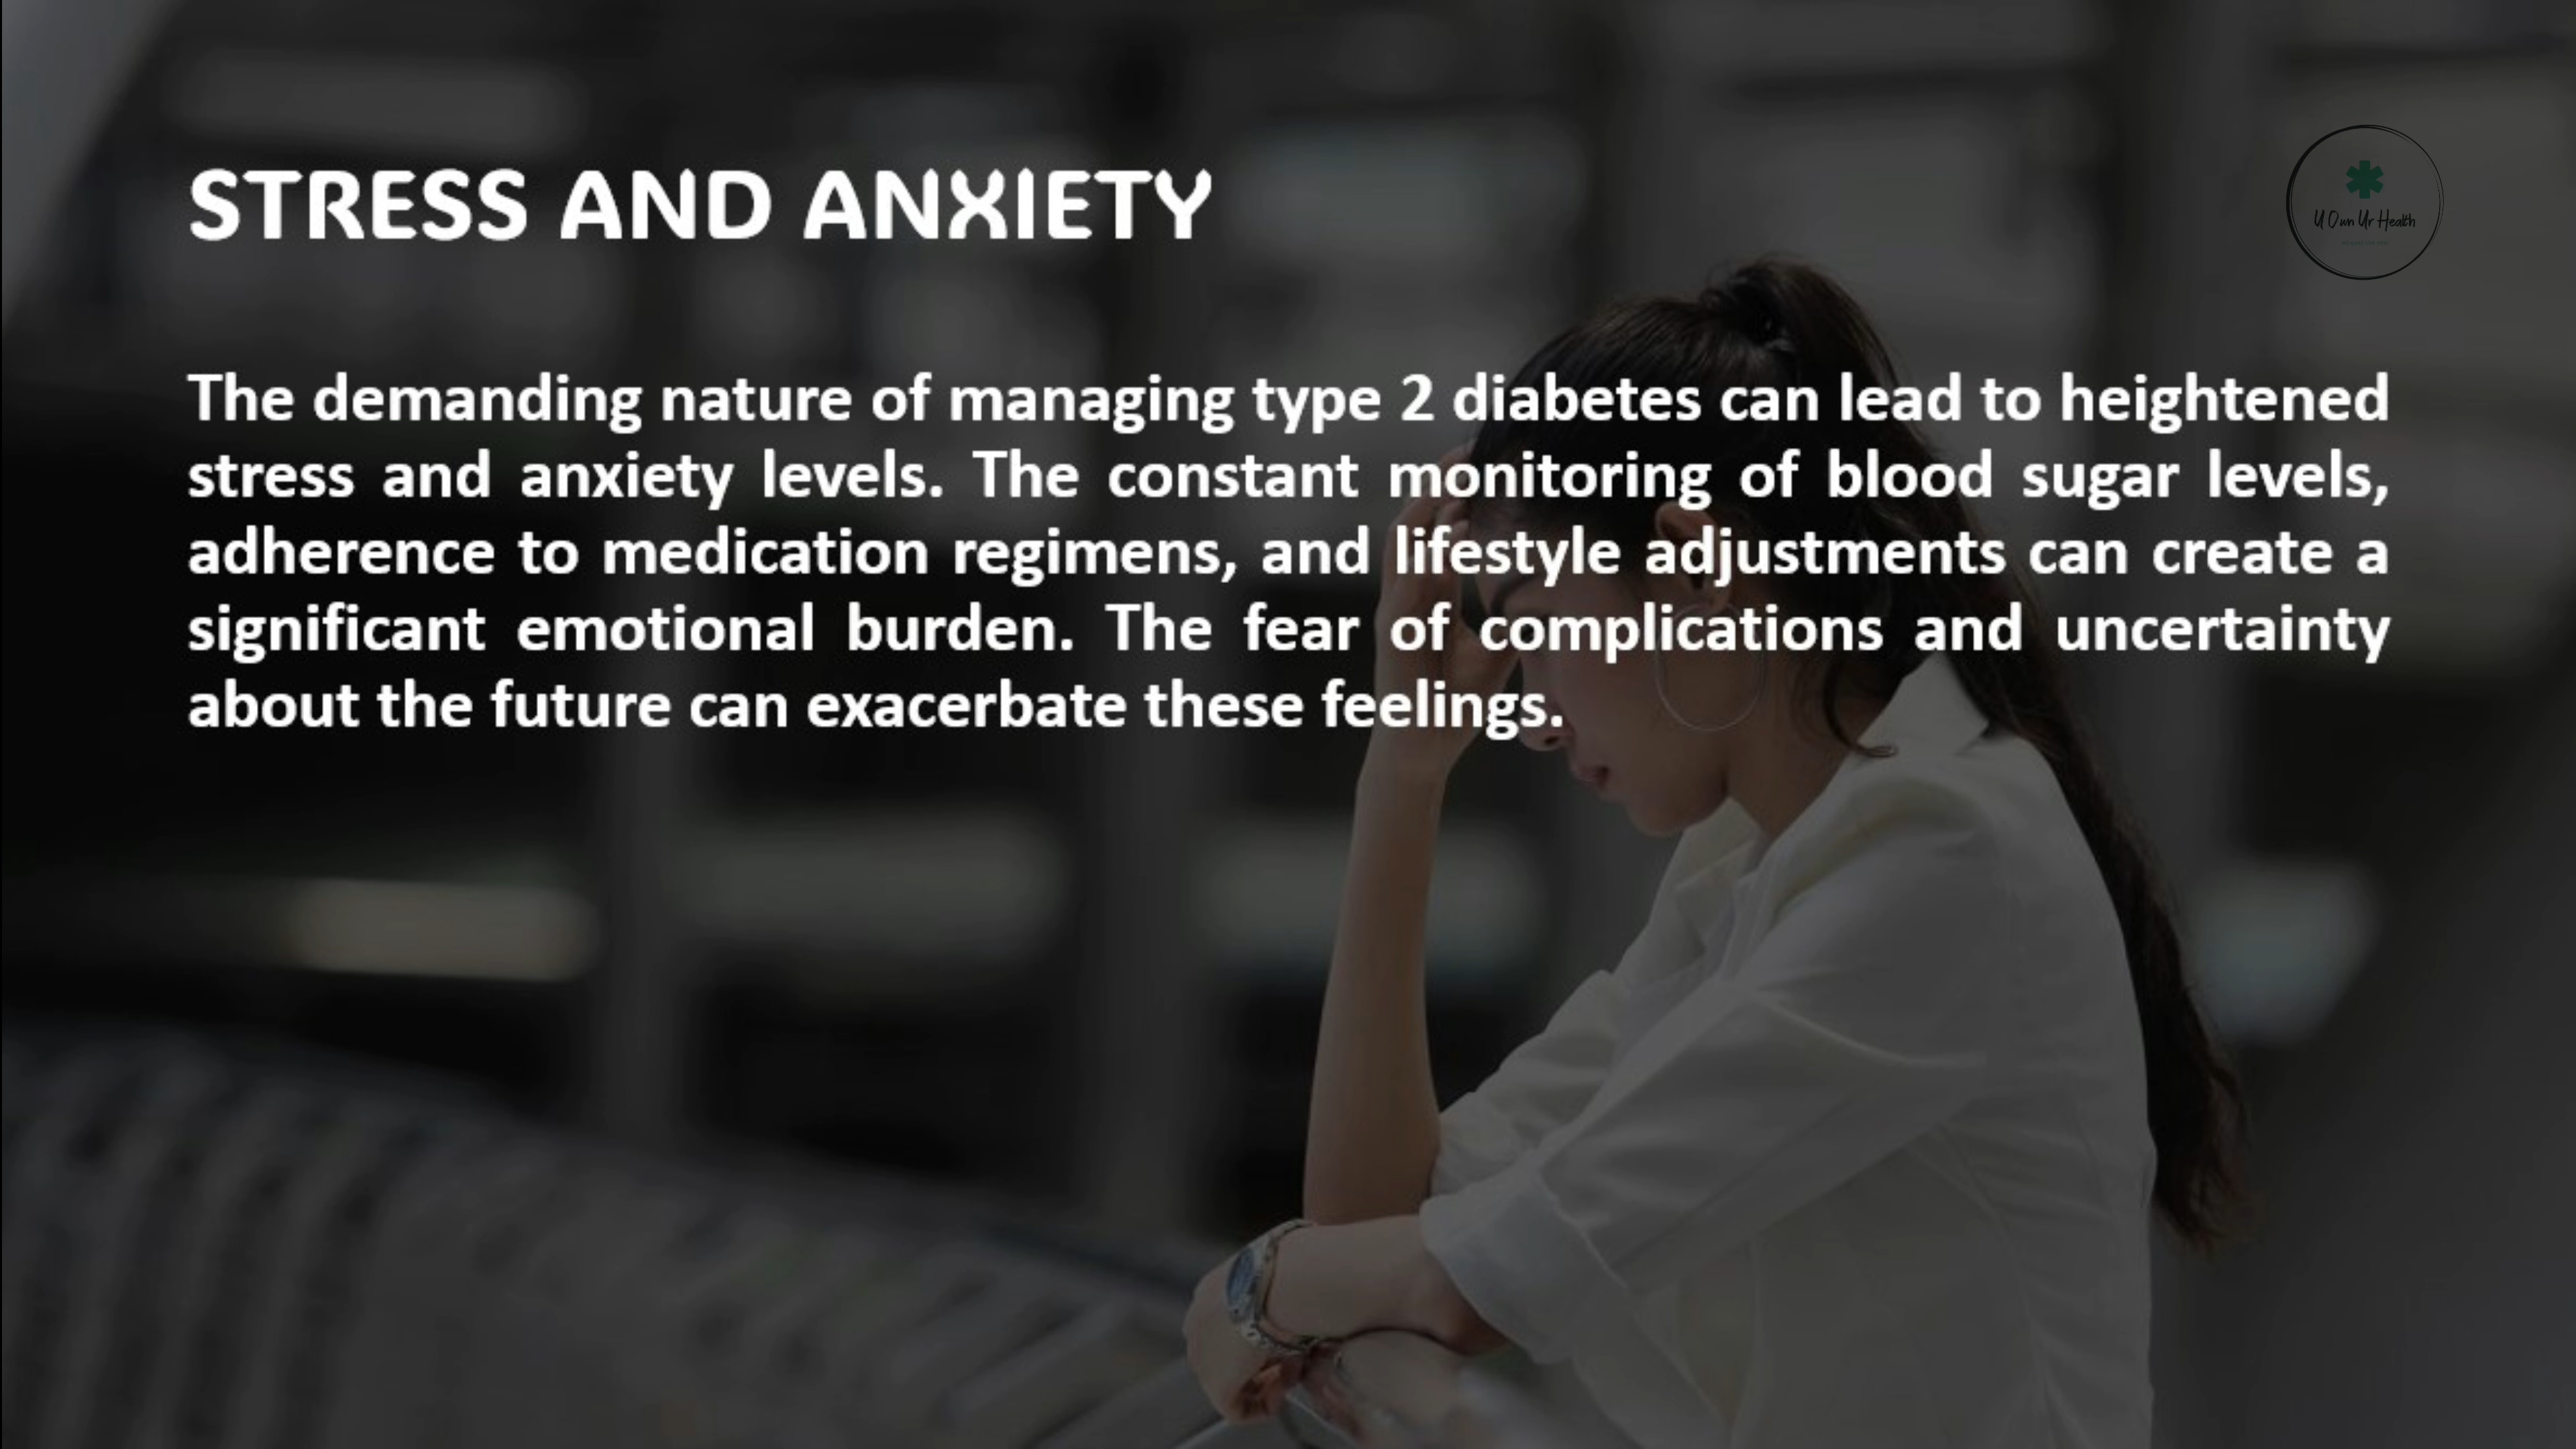 STRESS AND ANXIETY
U Own Ur Health
The demanding nature of managing type 2 diabetes can lead to heightened
stress and anxiety levels. The constant monitoring of blood sugar levels,
adherence to medication regimens, and lifestyle adjustments can create a
significant emotional burden. The fear of complications and uncertainty
about the future can exacerbate these feelings.